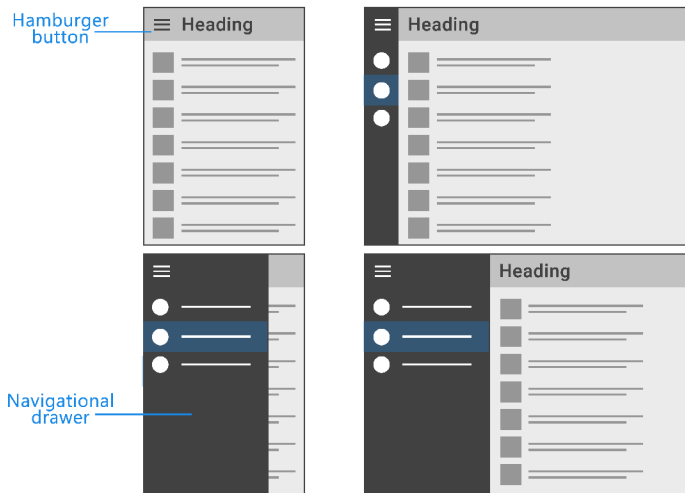 Hamburger
button
Heading
Heading
Heading
Navigational
drawer